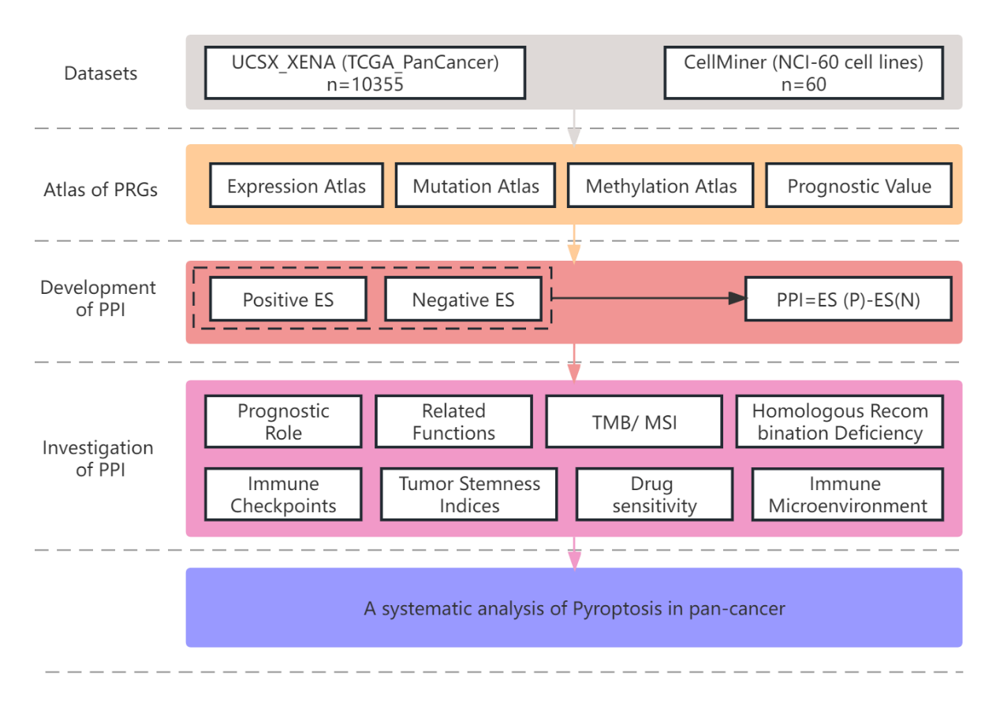 Datasets
UCSX_XENA (TCGA_PanCancer)
n=10355
CellMiner (NCI-60 cell lines)
n=60
Atlas of PRGs
Expression Atlas
Mutation Atlas
Methylation Atlas
Prognostic Value
Development
of PPI
Positive ES
Negative ES
PPI=ES (P)-ES(N)
Investigation
of PPI
Prognostic
Role
Related
Functions
TMB/ MSI
Homologous Recom
bination Deficiency
Immune
Checkpoints
Tumor Stemness
Indices
Drug
sensitivity
Immune
Microenvironment
A systematic analysis of Pyroptosis in pan-cancer